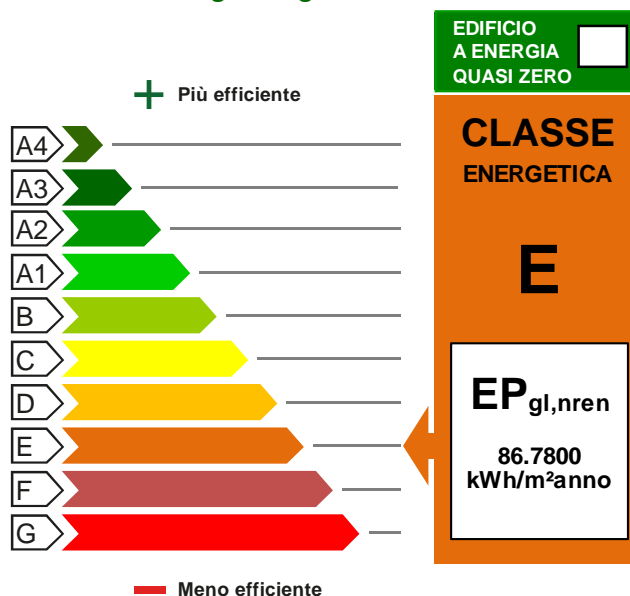 EDIFICIO
A ENERGIA
QUASI ZERO
Più efficiente
CLASSE
ENERGETICA
E
A4
A3
A2
A1
B
C
D
E
F
G
EPgl,nren
86.7800
kWh/m²anno
Meno efficiente